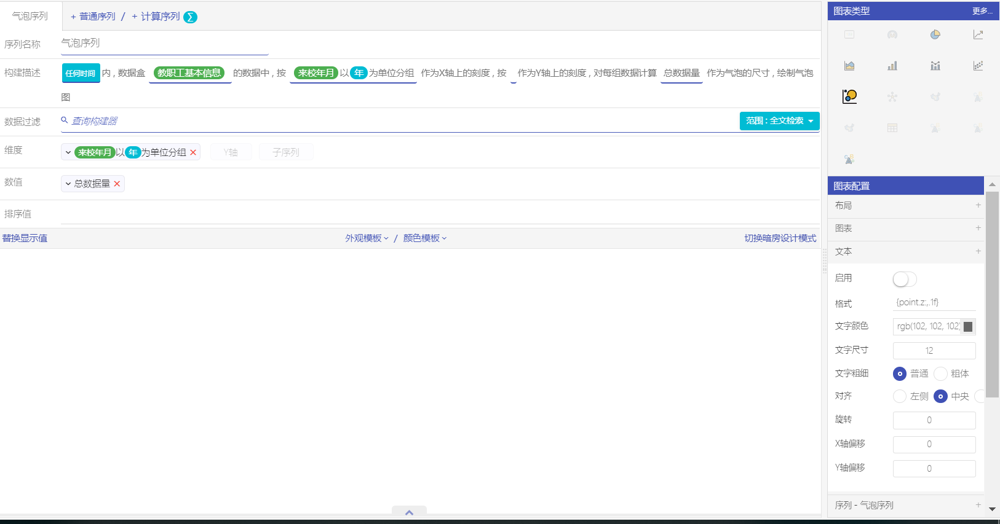 气泡序列 + 普通序列 / + 计算序列 ∑
序列名称 气泡序列
构建描述 任何时间 内 , 数据盒 教职工基本信息 的数据中 , 按 来校年月 以 年 为单位分组 作为X轴上的刻度 , 按 作为Y轴上的刻度 , 对每组数据计算 总数据量 作为气泡的尺寸 , 绘制气泡
图
数据过滤 查询构建器 范围 : 全文检索
维度 来校年月 以 年 为单位分组 × Y轴 子序列
数值 总数据量 ×
排序值
替换显示值 外观模板 / 颜色模板 切换暗房设计模式
图表类型 更多...
图表配置
布局 +
图表 +
文本 +
启用
格式 {point.z:,.1f}
文字颜色 rgb(102, 102, 102)
文字尺寸 12
文字粗细 普通 粗体
对齐 左侧 中央
旋转 0
X轴偏移 0
Y轴偏移 0
序列 - 气泡序列 +